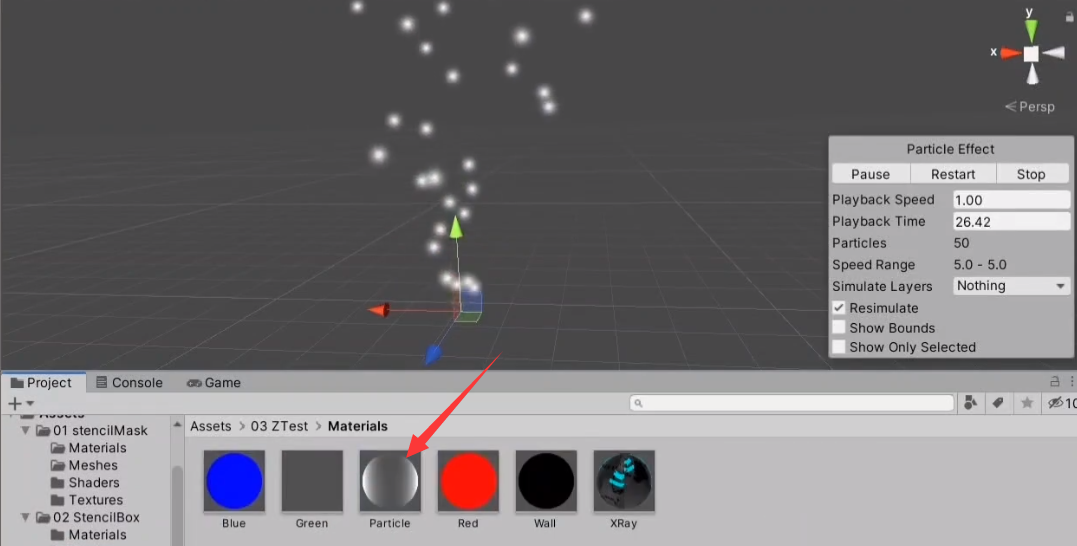 y
x
Persp
Particle Effect
Pause Restart Stop
Playback Speed 1.00
Playback Time 26.42
Particles 50
Speed Range 5.0 - 5.0
Simulate Layers Nothing
Resimulate
Show Bounds
Show Only Selected
Project Console Game
10
Assets
01 stencilMask
Materials
Meshes
Shaders
Textures
02 StencilBox
Materials
Assets > 03 ZTest > Materials
Blue Green Particle Red Wall XRay